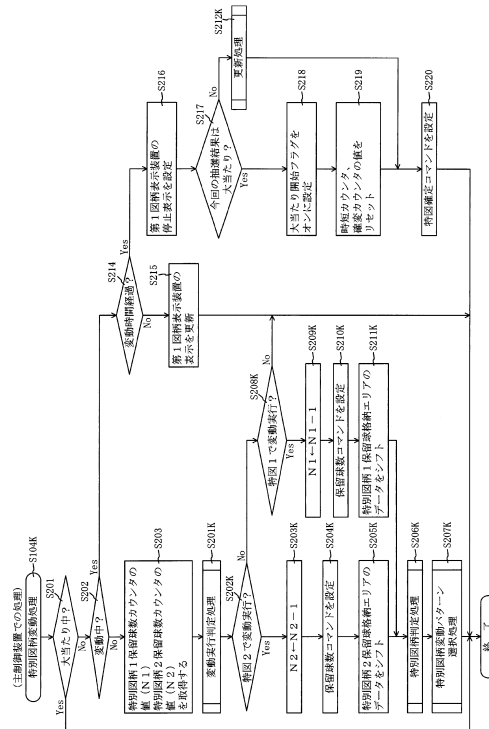 (主制御装置での処理)
特別図柄変動処理
S104K
S201
大当たり中?
Yes
No
S202
変動中?
Yes
No
S203
特別図柄1保留球数カウンタの
値(N1)
特別図柄2保留球数カウンタの
値(N2)
を取得する
S201K
変動実行判定処理
S202K
特図2で変動実行?
No
Yes
S203K
N2←N2-1
S204K
保留球数コマンドを設定
S205K
特別図柄2保留球格納エリアの
データをシフト
S206K
特別図柄判定処理
S207K
特別図柄変動パターン
選択処理
終了
S208K
特図1で変動実行?
No
Yes
S209K
N1←N1-1
S210K
保留球数コマンドを設定
S211K
特別図柄1保留球格納エリアの
データをシフト
S214
変動時間経過?
Yes
No
S215
第1図柄表示装置の
表示を更新
S216
第1図柄表示装置の
停止表示を設定
S217
今回の抽選結果は
大当たり?
No
Yes
S212K
更新処理
S218
大当たり開始フラグを
オンに設定
S219
時短カウンタ、
確変カウンタの値を
リセット
S220
特図確定コマンドを設定